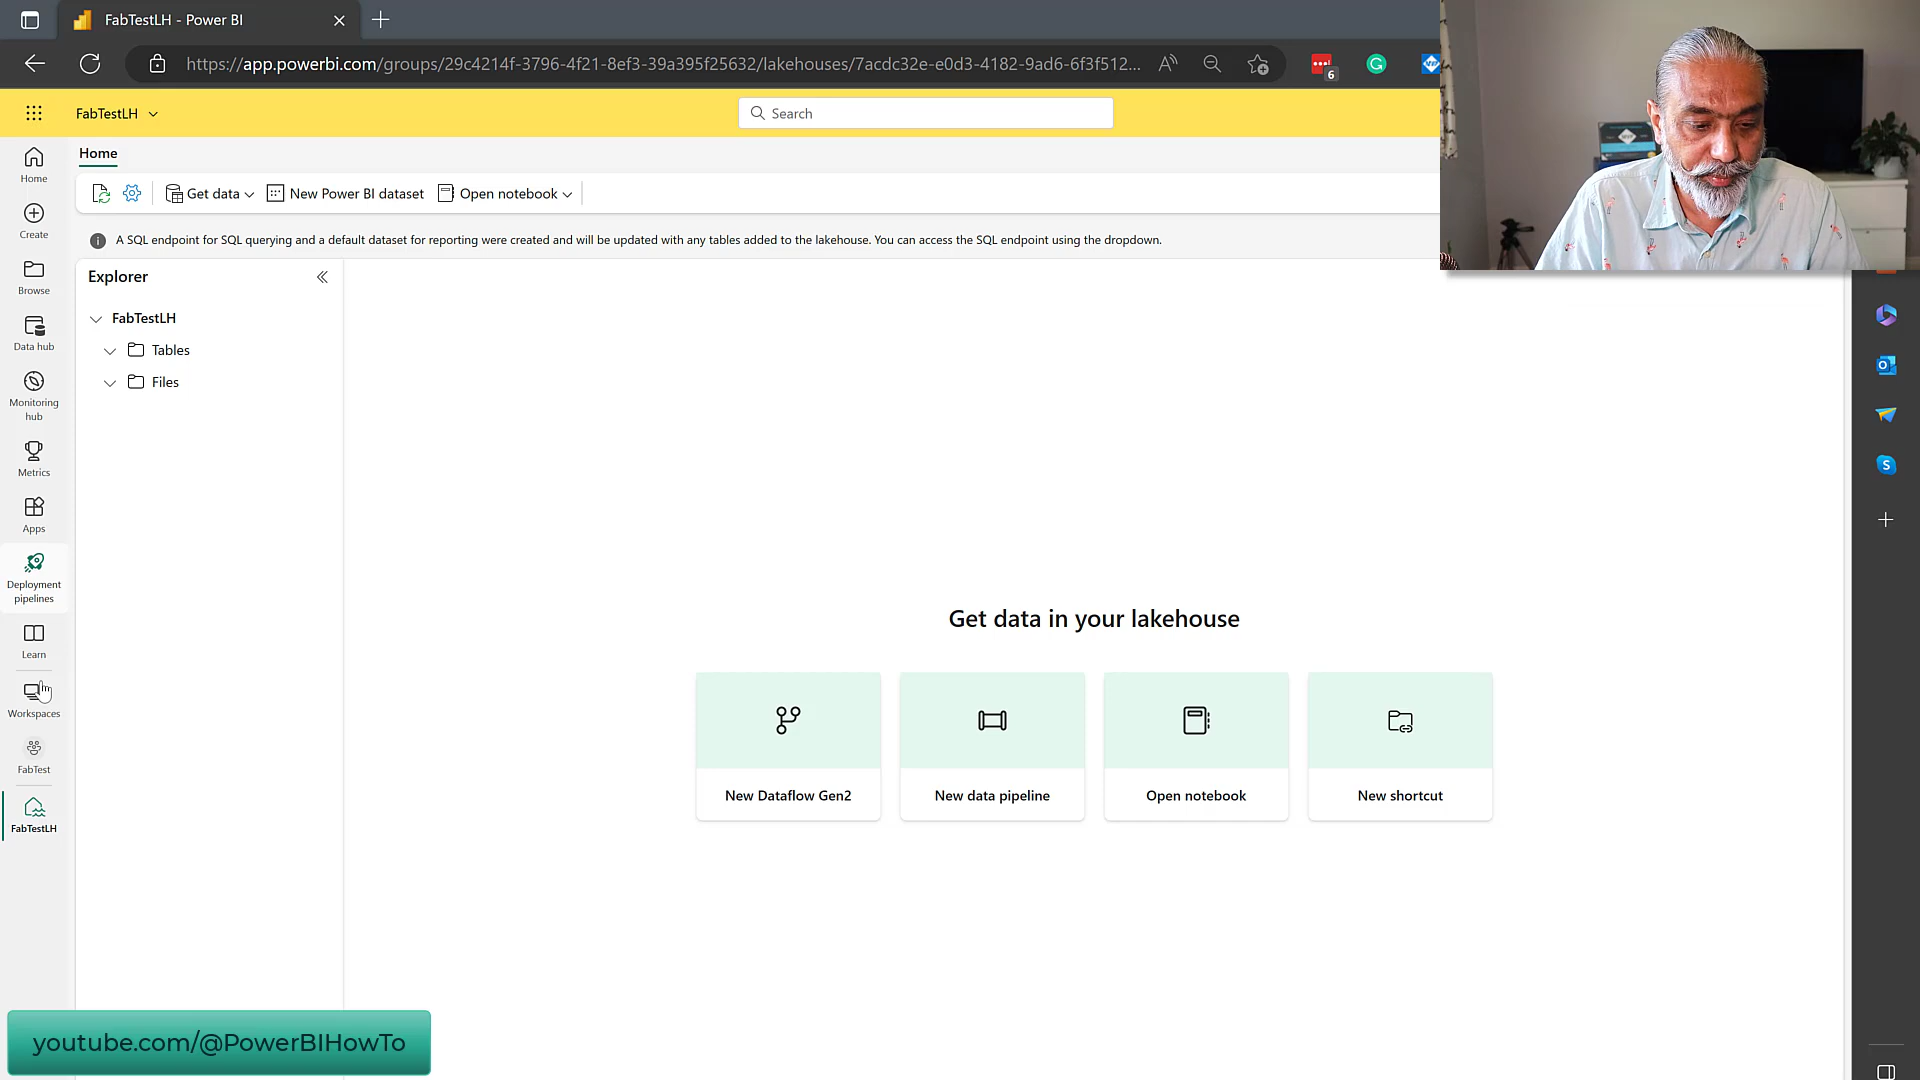 FabTestLH - Power BI
https://app.powerbi.com/groups/29c4214f-3796-4f21-8ef3-39a395f25632/lakehouses/7acdc32e-e0d3-4182-9ad6-6f3f512...
6
FabTestLH
Search
Home
Get data
New Power BI dataset
Open notebook
A SQL endpoint for SQL querying and a default dataset for reporting were created and will be updated with any tables added to the lakehouse. You can access the SQL endpoint using the dropdown.
Home
Create
Browse
Data hub
Monitoring
hub
Metrics
Apps
Deployment
pipelines
Learn
Workspaces
FabTest
FabTestLH
Explorer
FabTestLH
Tables
Files
Get data in your lakehouse
New Dataflow Gen2
New data pipeline
Open notebook
New shortcut
youtube.com/@PowerBIHowTo